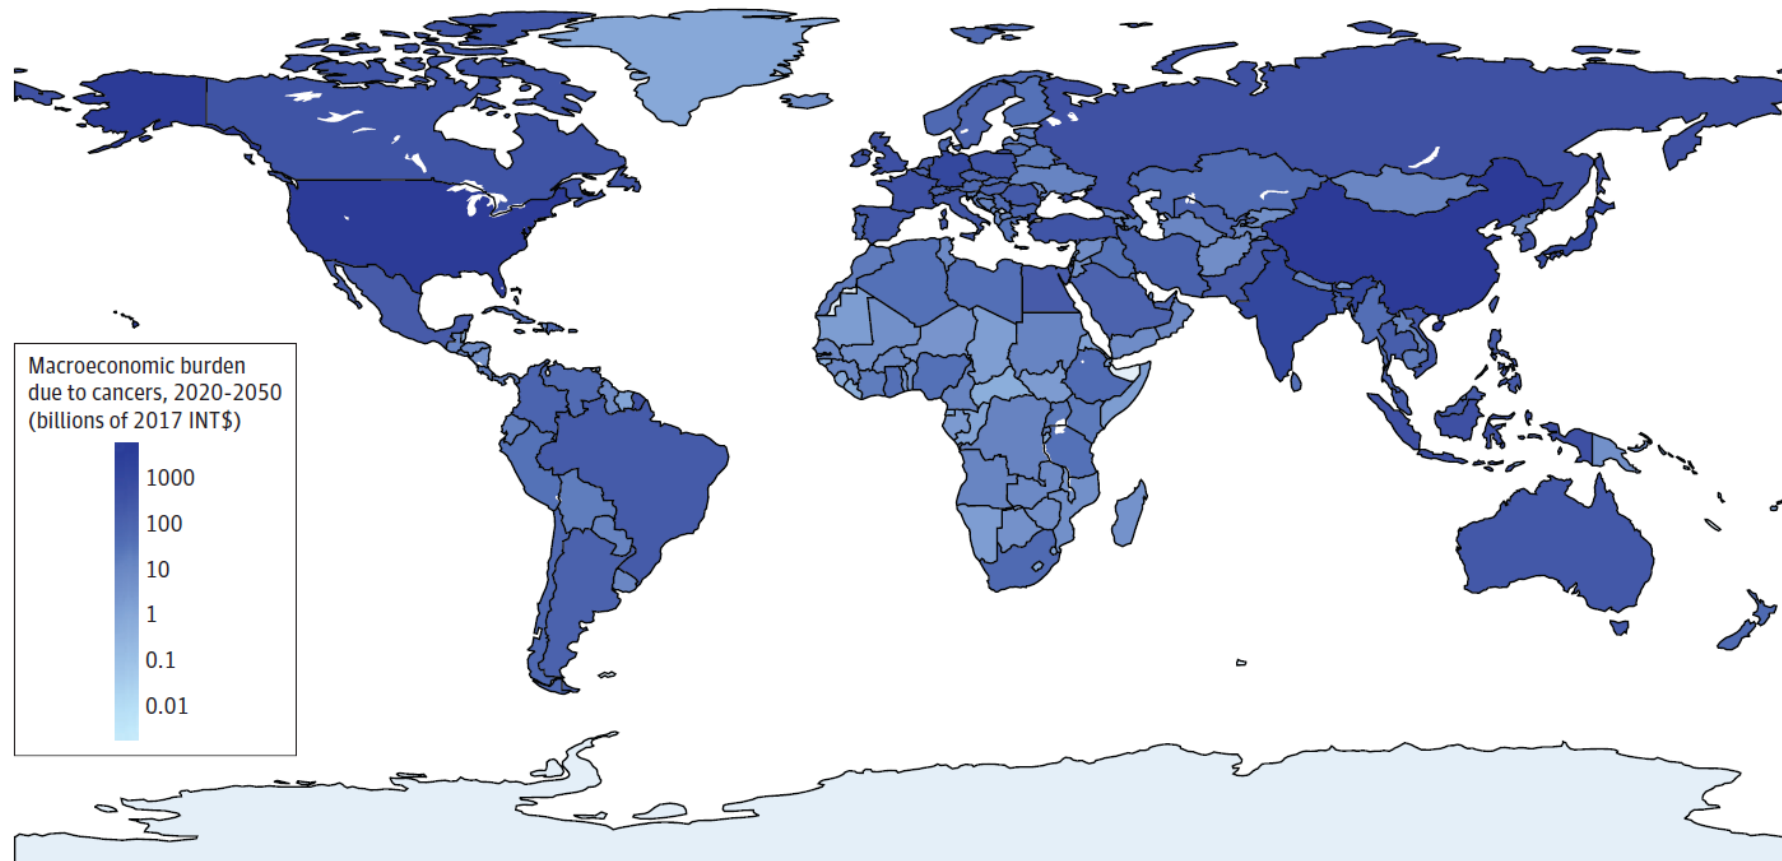 Macroeconomic burden
due to cancers, 2020-2050
(billions of 2017 INT$)
1000
100
10
1
0.1
0.01